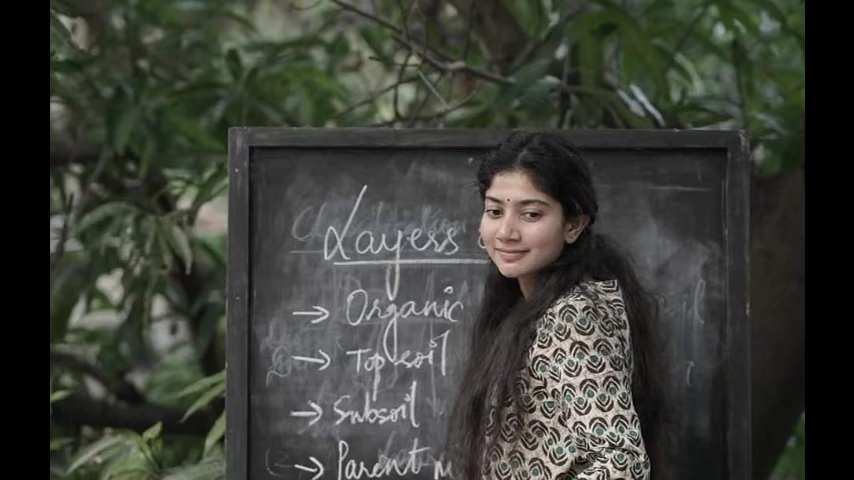 Layers
→ Organic
→ Top soil
→ Subsoil
→ Parent